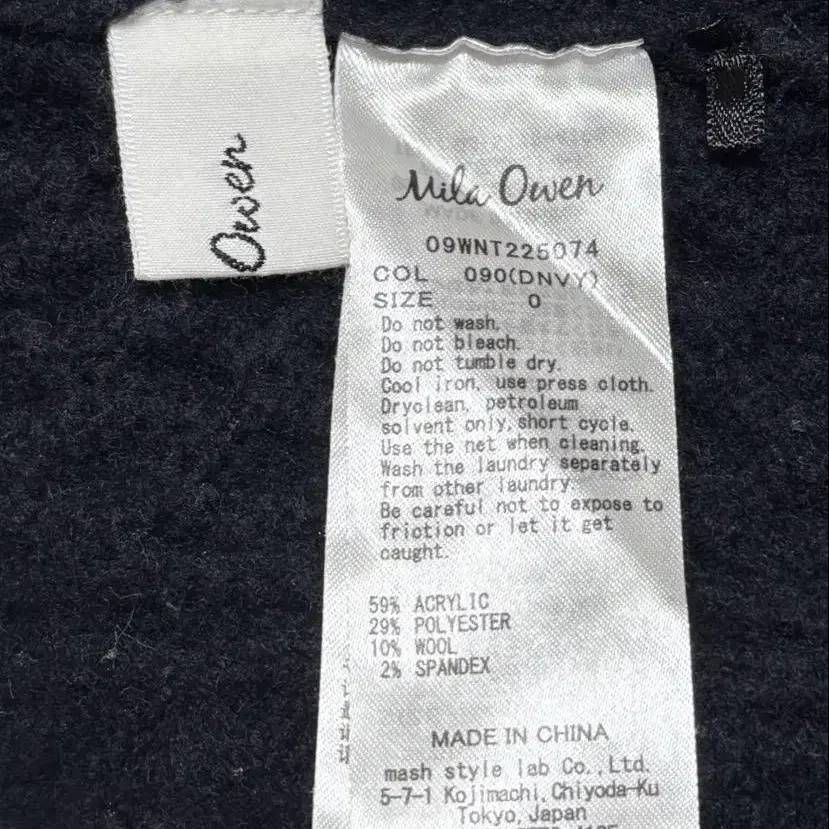 Owen
Mila Owen
09WNT225074
COL 090(DNVY)
SIZE 0
Do not wash.
Do not bleach.
Do not tumble dry.
Cool iron, use press cloth.
Dryclean, petroleum
solvent only, short cycle.
Use the net when cleaning.
Wash the laundry separately
from other laundry.
Be careful not to expose to
friction or let it get
caught.
59% ACRYLIC
29% POLYESTER
10% WOOL
2% SPANDEX
MADE IN CHINA
mash style lab Co., Ltd.
5-7-1 Kojimachi, Chiyoda-Ku
Tokyo, Japan